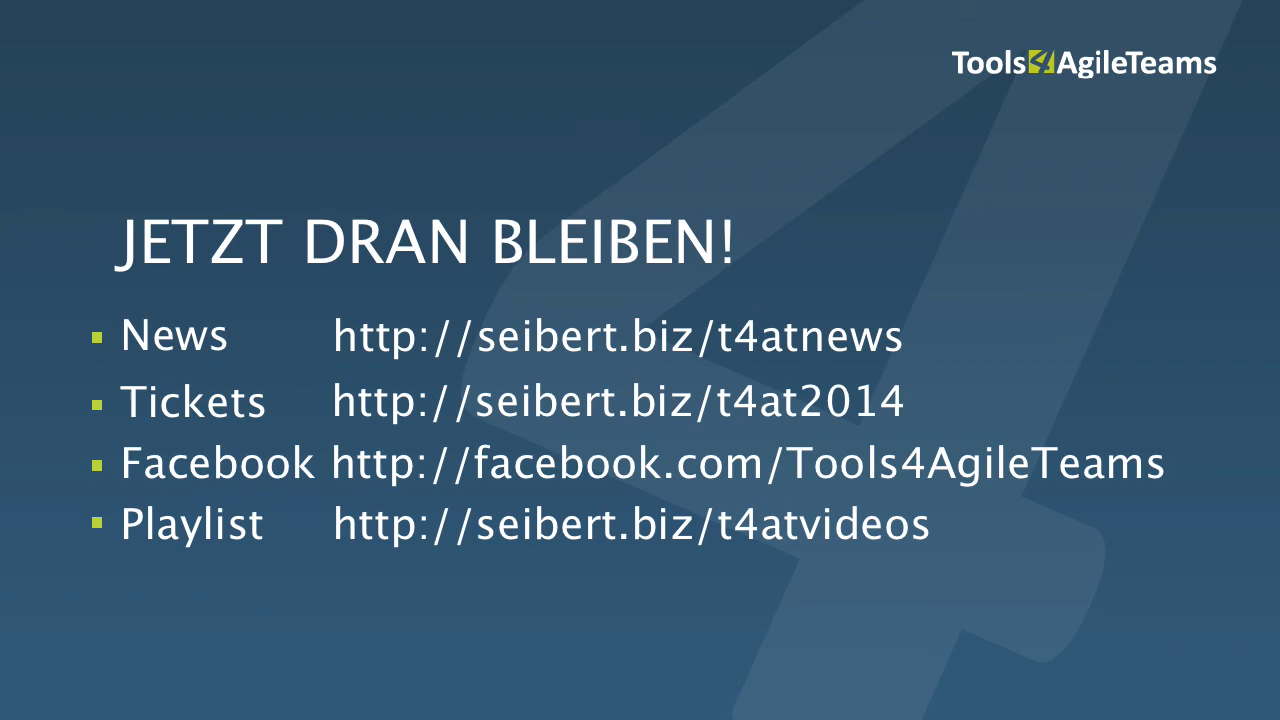 Tools4AgileTeams
JETZT DRAN BLEIBEN!
News http://seibert.biz/t4atnews
Tickets http://seibert.biz/t4at2014
Facebook http://facebook.com/Tools4AgileTeams
Playlist http://seibert.biz/t4atvideos